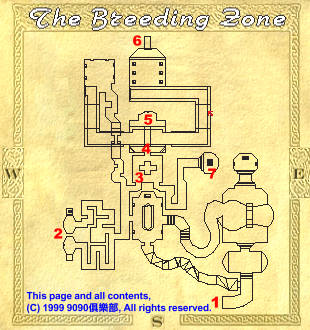 The Breeding Zone
6
5
4
3
7
2
W
E
1
This page and all contents,
(C) 1999 9090俱樂部, All rights reserved.
S